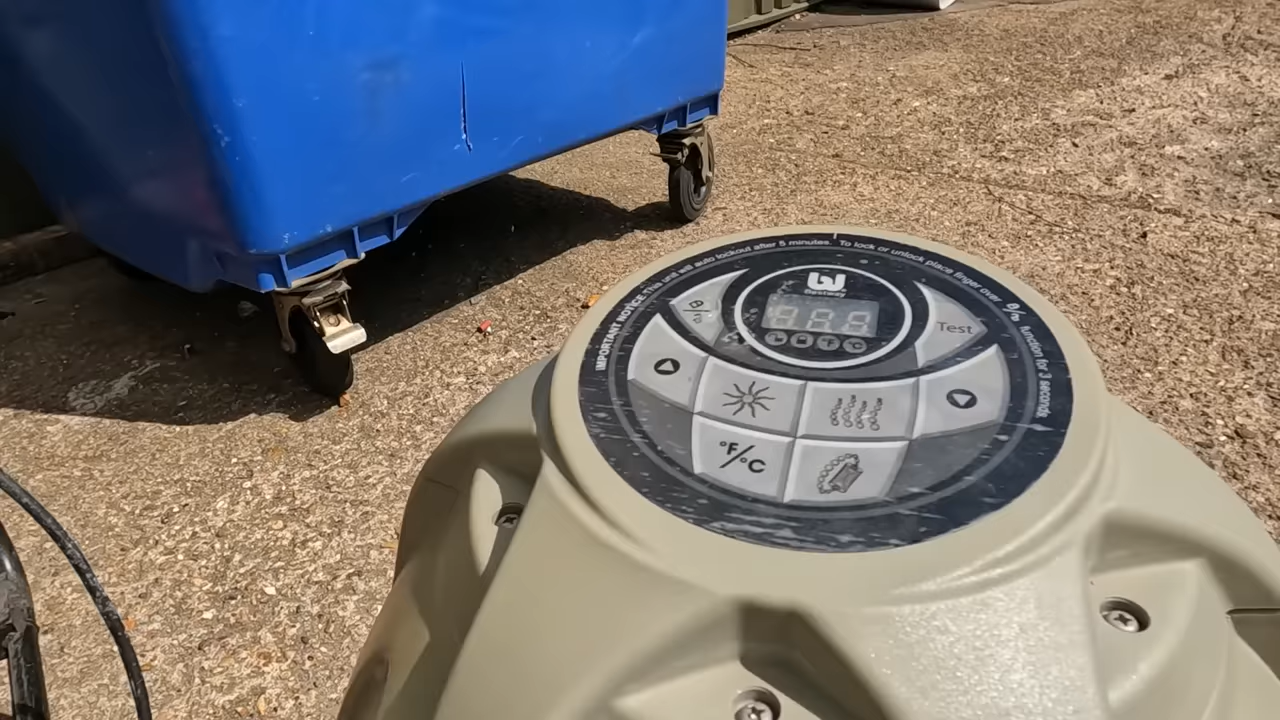 IMPORTANT NOTICE: This unit will auto lockout after 5 minutes. To lock or unlock place finger over function for 3 seconds
Bestway
888
Test
°F/°C